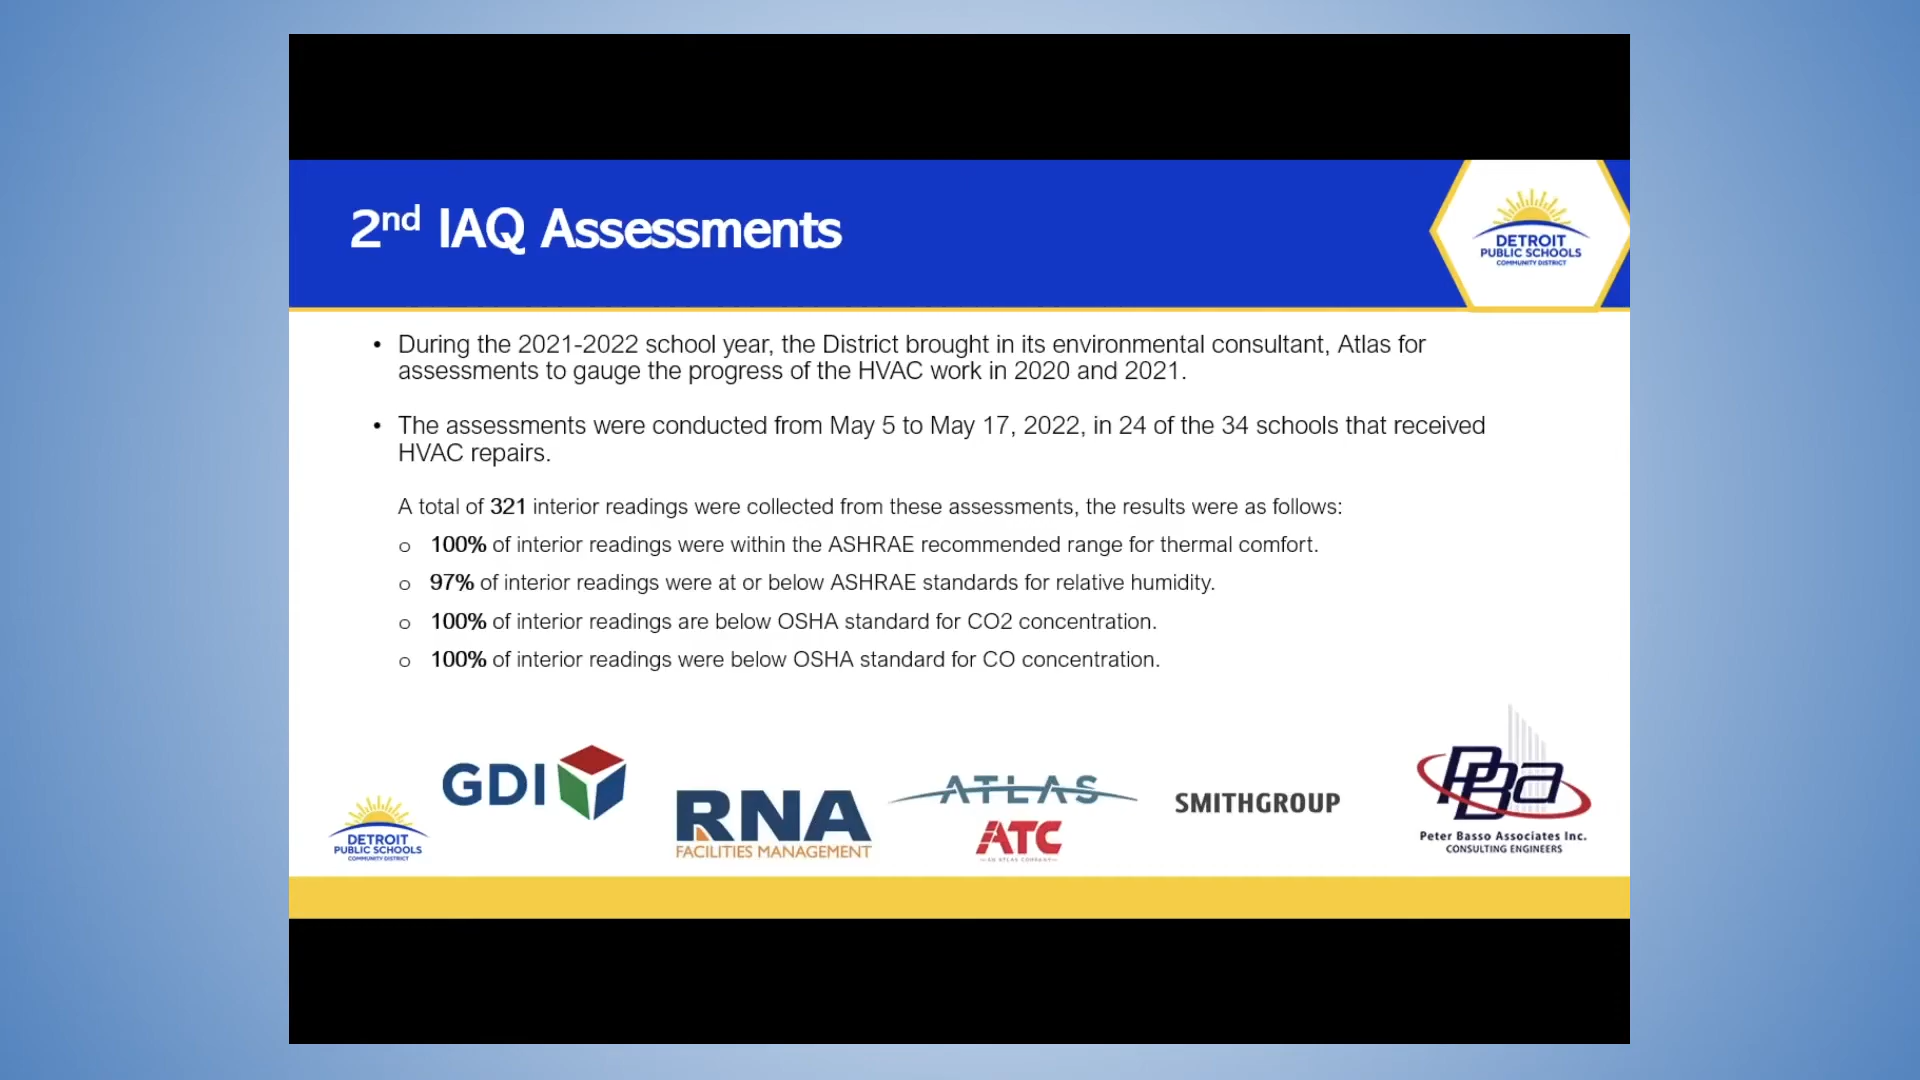 2nd IAQ Assessments
DETROIT
PUBLIC SCHOOLS
COMMUNITY DISTRICT
• During the 2021-2022 school year, the District brought in its environmental consultant, Atlas for
assessments to gauge the progress of the HVAC work in 2020 and 2021.
• The assessments were conducted from May 5 to May 17, 2022, in 24 of the 34 schools that received
HVAC repairs.
A total of 321 interior readings were collected from these assessments, the results were as follows:
o 100% of interior readings were within the ASHRAE recommended range for thermal comfort.
o 97% of interior readings were at or below ASHRAE standards for relative humidity.
o 100% of interior readings are below OSHA standard for CO2 concentration.
o 100% of interior readings were below OSHA standard for CO concentration.
DETROIT
PUBLIC SCHOOLS
COMMUNITY DISTRICT
GDI
RNA
FACILITIES MANAGEMENT
ATLAS
ATC
AN ATLAS COMPANY
SMITHGROUP
PBa
Peter Basso Associates Inc.
CONSULTING ENGINEERS